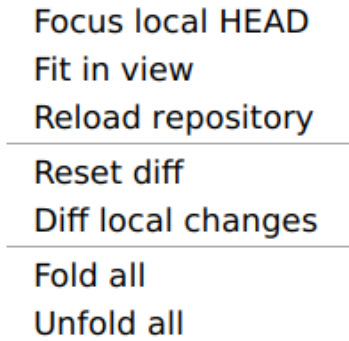 Focus local HEAD
Fit in view
Reload repository
Reset diff
Diff local changes
Fold all
Unfold all